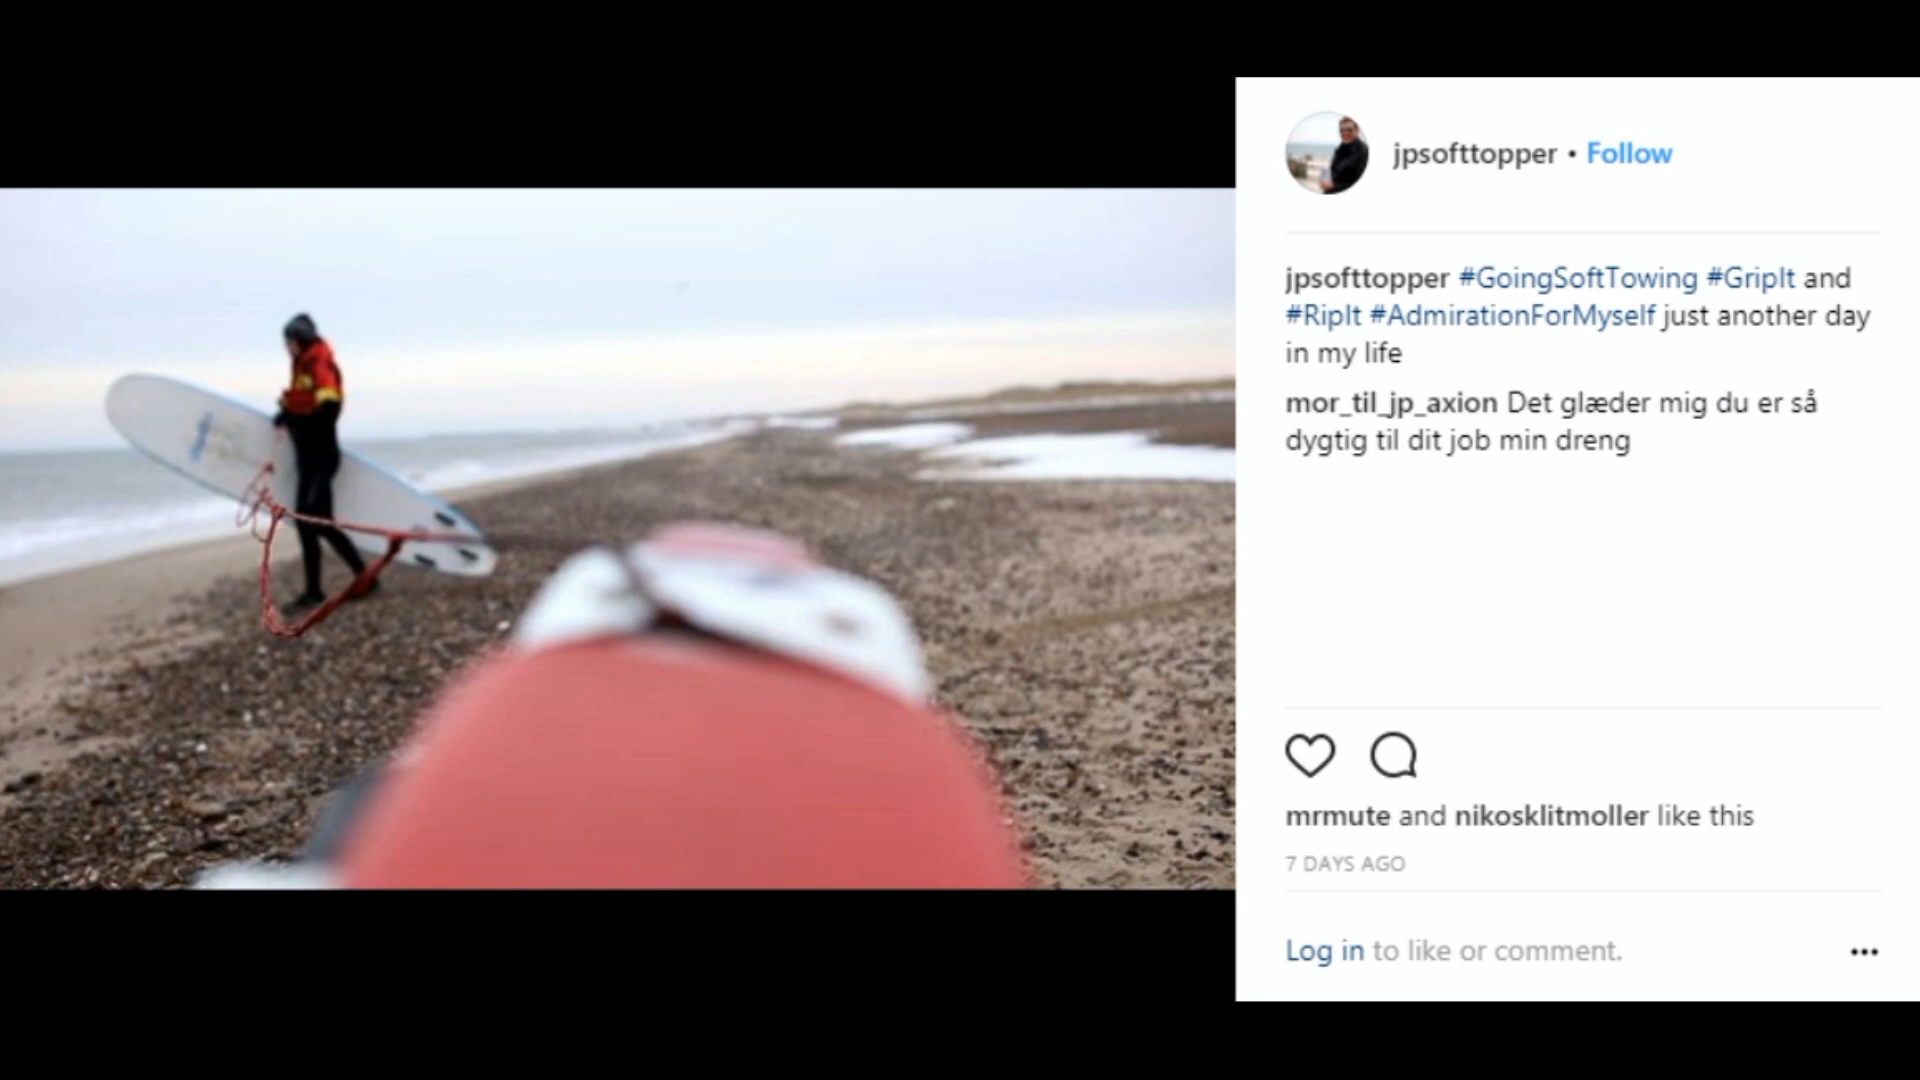 jpsofttopper • Follow
jpsofttopper #GoingSoftTowing #GripIt and
#RipIt #AdmirationForMyself just another day
in my life
mor_til_jp_axion Det glæder mig du er så
dygtig til dit job min dreng
mrmute and nikosklitmoller like this
7 DAYS AGO
Log in to like or comment.